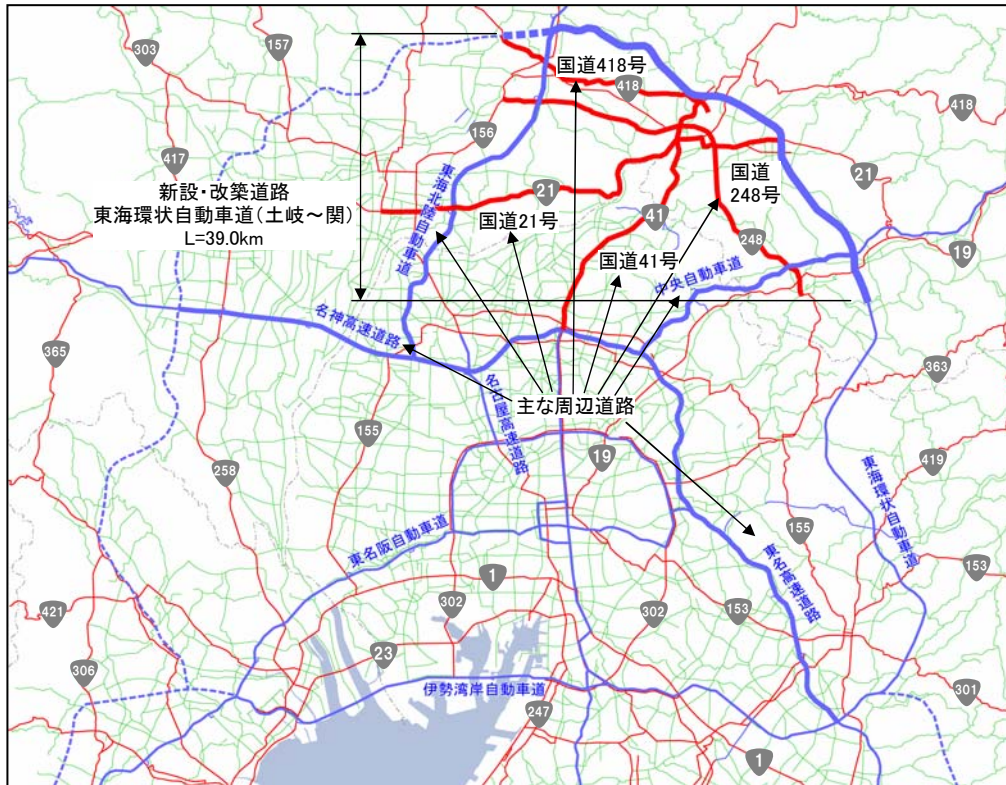 303
157
国道418号
418
418
156
417
新設・改築道路
東海環状自動車道(土岐～関)
L=39.0km
東海北陸自動車道
21
国道21号
国道
248号
21
41
248
19
国道41号
中央自動車道
名神高速道路
365
363
名古屋高速道路
主な周辺道路
155
19
258
419
東海環状自動車道
155
東名阪自動車道
東名高速道路
1
153
302
302
153
421
23
306
伊勢湾岸自動車道
301
247
1